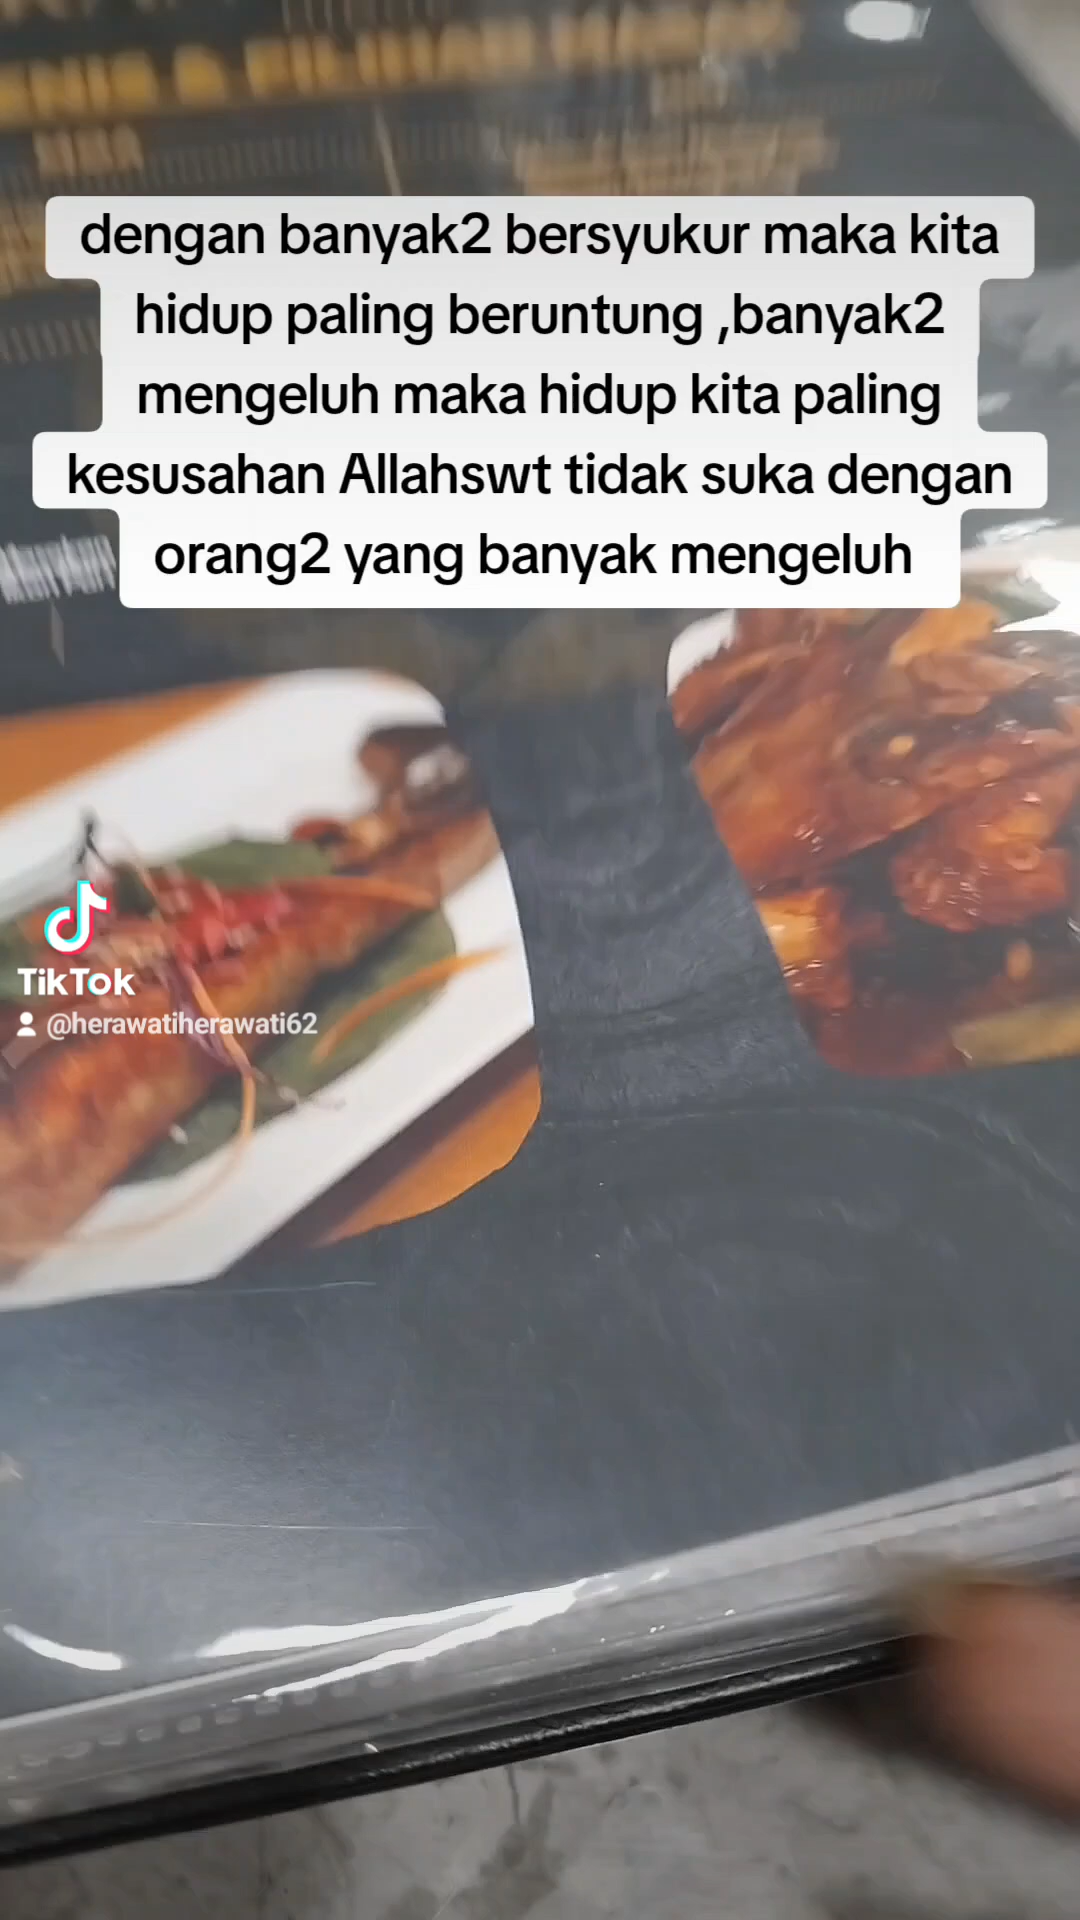 dengan banyak2 bersyukur maka kita
hidup paling beruntung ,banyak2
mengeluh maka hidup kita paling
kesusahan Allahswt tidak suka dengan
orang2 yang banyak mengeluh
TikTok
@herawatiherawati62